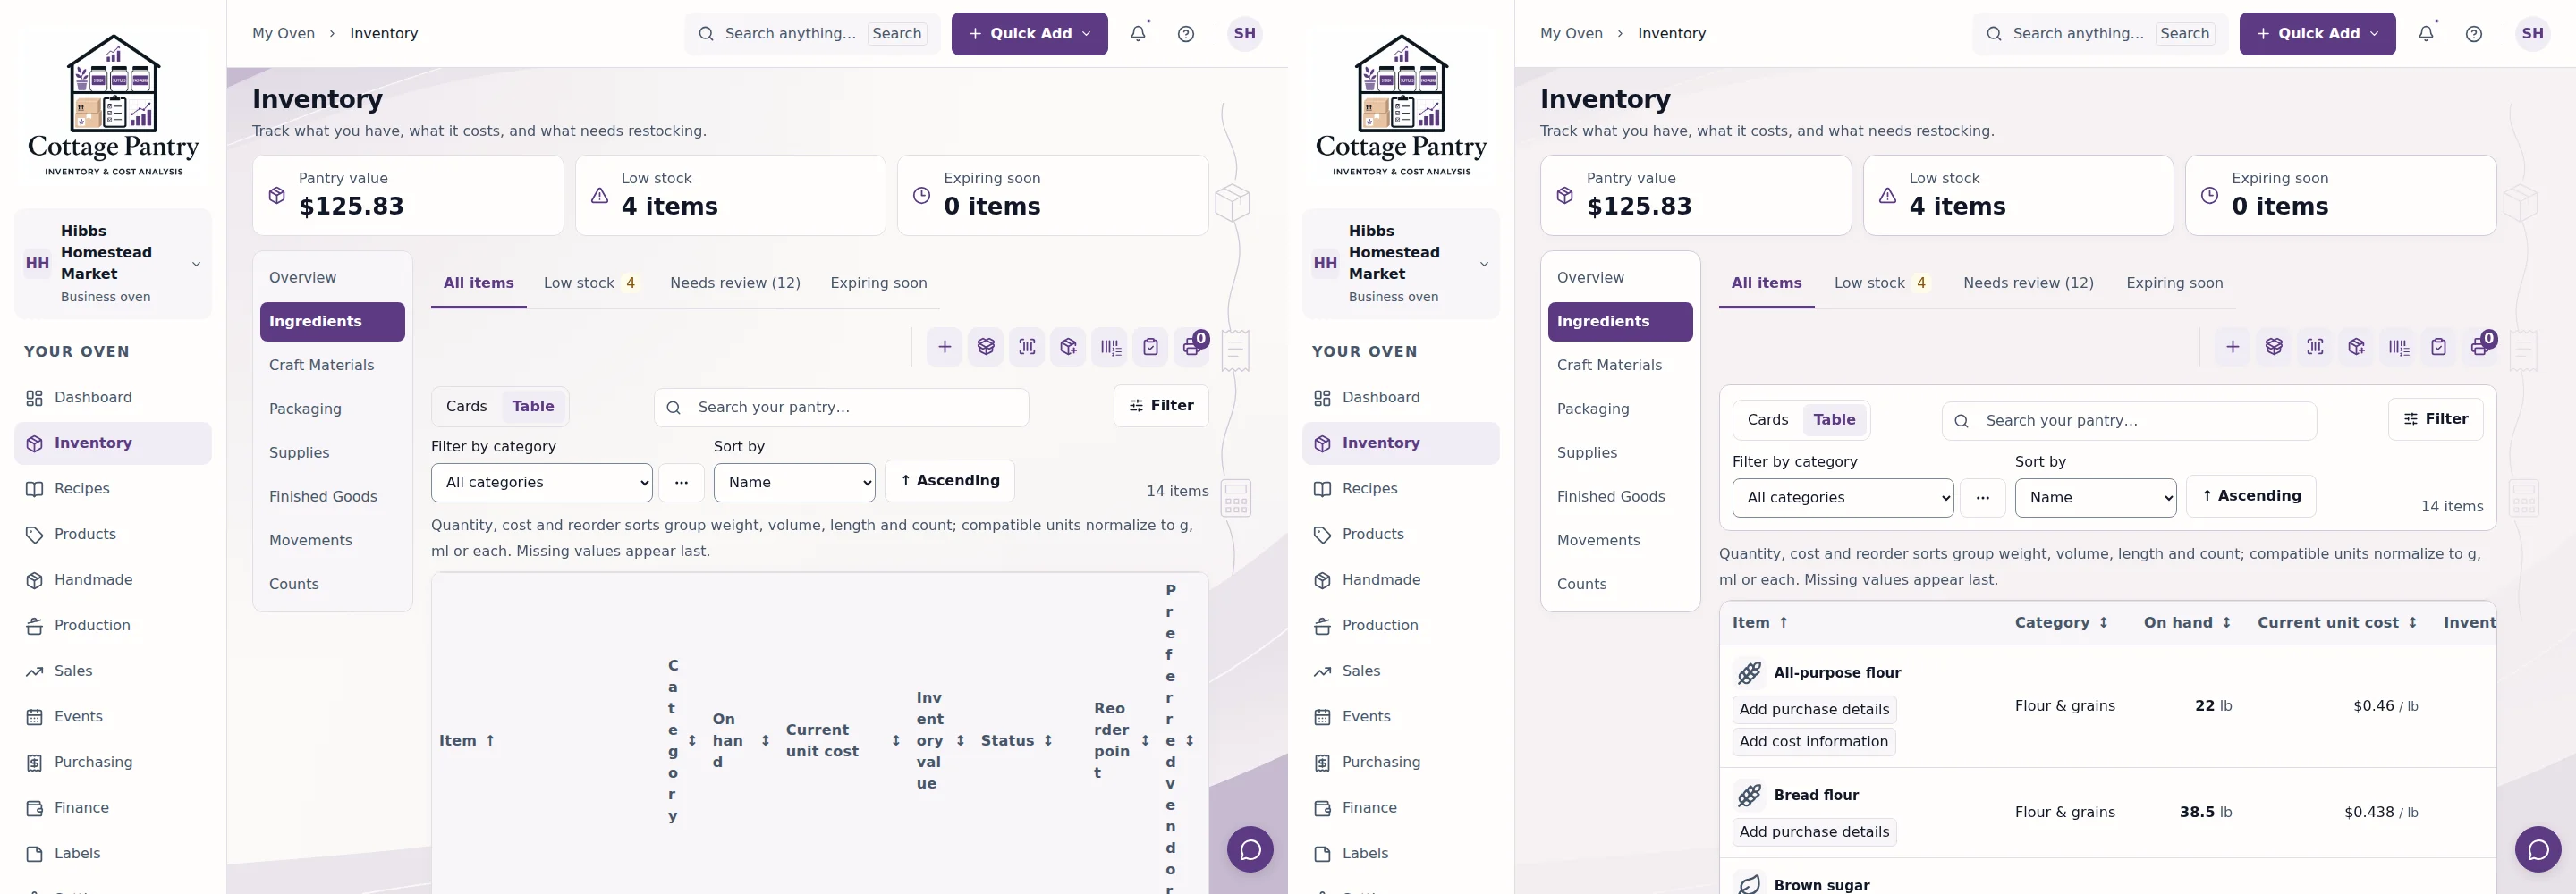 My Oven › Inventory
Search anything... Search
+ Quick Add
SH
Cottage Pantry
INVENTORY & COST ANALYSIS
HH
Hibbs
Homestead
Market
Business oven
YOUR OVEN
Dashboard
Inventory
Recipes
Products
Handmade
Production
Sales
Events
Purchasing
Finance
Labels
Inventory
Track what you have, what it costs, and what needs restocking.
Pantry value
$125.83
Low stock
4 items
Expiring soon
0 items
Overview
Ingredients
Craft Materials
Packaging
Supplies
Finished Goods
Movements
Counts
All items
Low stock 4
Needs review (12)
Expiring soon
0
Cards Table
Search your pantry...
Filter
Filter by category
All categories
...
Sort by
Name
↑ Ascending
14 items
Quantity, cost and reorder sorts group weight, volume, length and count; compatible units normalize to g,
ml or each. Missing values appear last.
Item ↑
Category ↕
On hand ↕
Current unit cost ↕
Inventory value ↕
Status ↕
Reorder point ↕
Preferred vendor ↕
My Oven › Inventory
Search anything... Search
+ Quick Add
SH
Cottage Pantry
INVENTORY & COST ANALYSIS
HH
Hibbs
Homestead
Market
Business oven
YOUR OVEN
Dashboard
Inventory
Recipes
Products
Handmade
Production
Sales
Events
Purchasing
Finance
Labels
Inventory
Track what you have, what it costs, and what needs restocking.
Pantry value
$125.83
Low stock
4 items
Expiring soon
0 items
Overview
Ingredients
Craft Materials
Packaging
Supplies
Finished Goods
Movements
Counts
All items
Low stock 4
Needs review (12)
Expiring soon
0
Cards Table
Search your pantry...
Filter
Filter by category
All categories
...
Sort by
Name
↑ Ascending
14 items
Quantity, cost and reorder sorts group weight, volume, length and count; compatible units normalize to g,
ml or each. Missing values appear last.
Item ↑ Category ↕ On hand ↕ Current unit cost ↕ Invent
All-purpose flour
Add purchase details
Add cost information
Flour & grains 22 lb $0.46 / lb
Bread flour
Add purchase details
Flour & grains 38.5 lb $0.438 / lb
Brown sugar